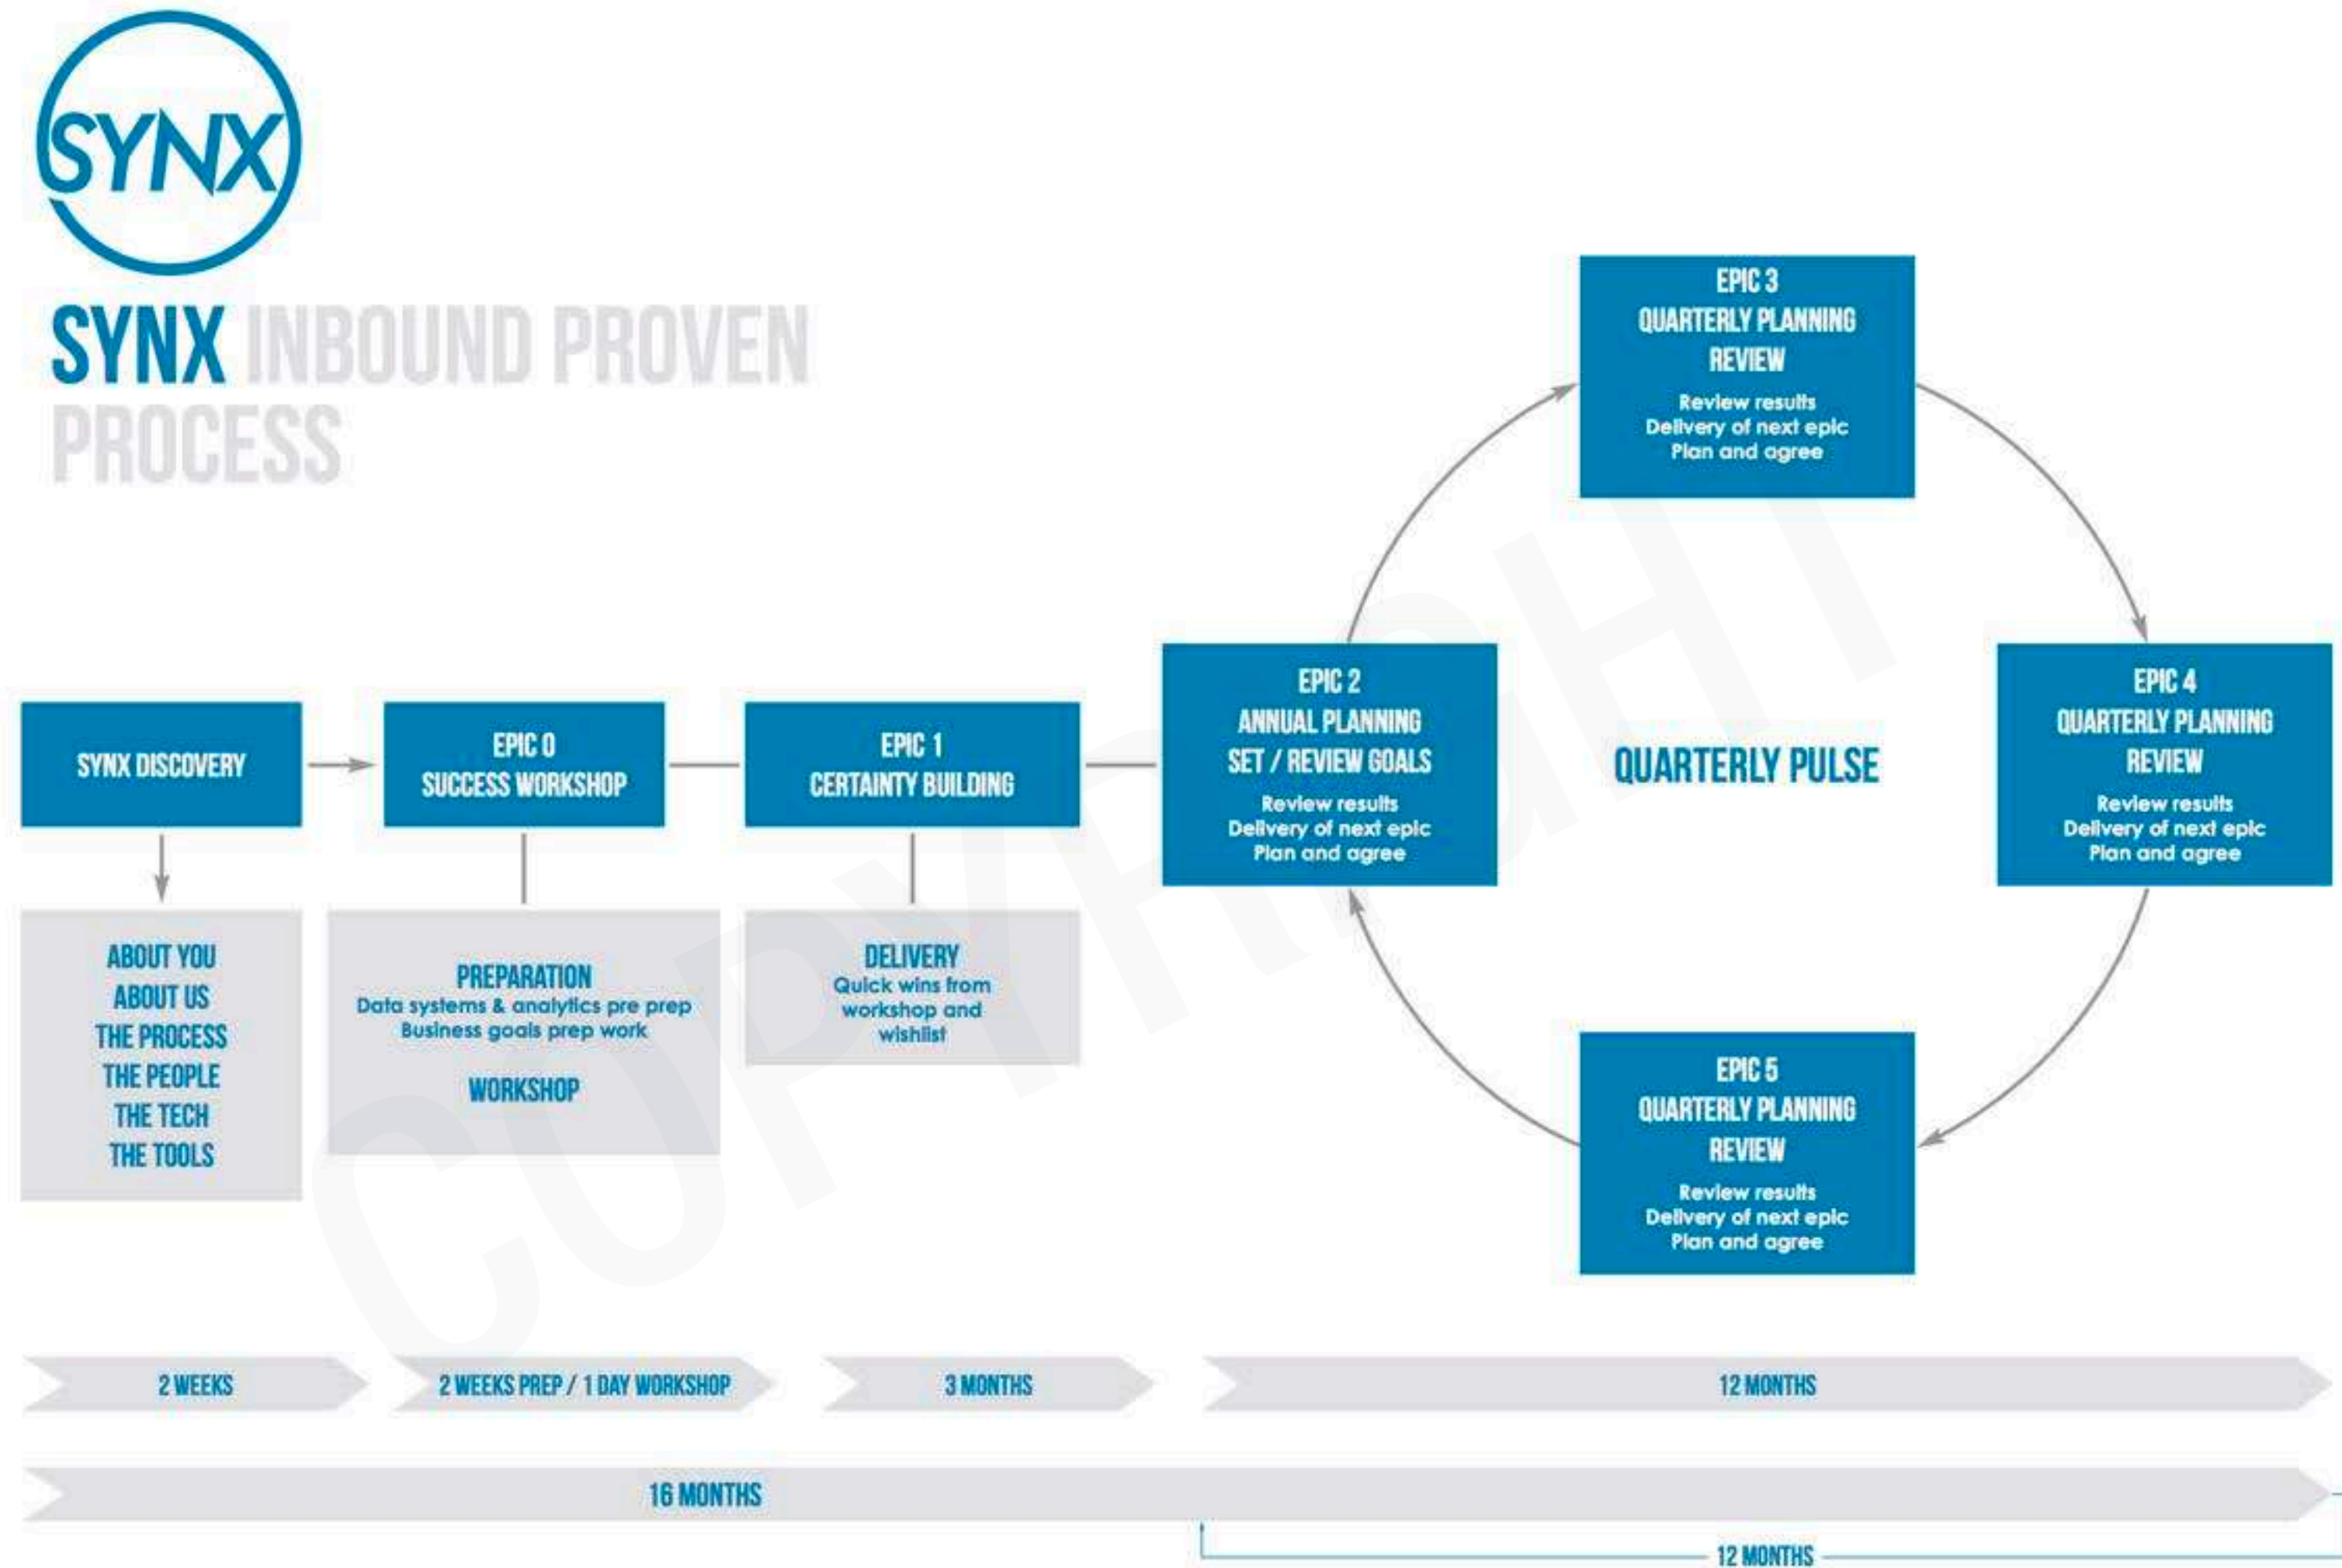 SYNX
SYNX INBOUND PROVEN
PROCESS
SYNX DISCOVERY
ABOUT YOU
ABOUT US
THE PROCESS
THE PEOPLE
THE TECH
THE TOOLS
EPIC 0
SUCCESS WORKSHOP
PREPARATION
Data systems & analytics pre prep
Business goals prep work
WORKSHOP
EPIC 1
CERTAINTY BUILDING
DELIVERY
Quick wins from
workshop and
wishlist
EPIC 2
ANNUAL PLANNING
SET / REVIEW GOALS
Review results
Delivery of next epic
Plan and agree
EPIC 3
QUARTERLY PLANNING
REVIEW
Review results
Delivery of next epic
Plan and agree
QUARTERLY PULSE
EPIC 4
QUARTERLY PLANNING
REVIEW
Review results
Delivery of next epic
Plan and agree
EPIC 5
QUARTERLY PLANNING
REVIEW
Review results
Delivery of next epic
Plan and agree
COPYRIGHT
2 WEEKS
2 WEEKS PREP / 1 DAY WORKSHOP
3 MONTHS
12 MONTHS
16 MONTHS
12 MONTHS